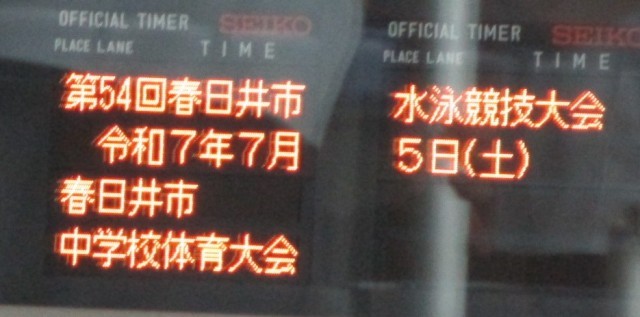 OFFICIAL TIMER SEIKO
PLACE LANE TIME
第54回春日井市
令和7年7月
春日井市
中学校体育大会
OFFICIAL TIMER SEIKO
PLACE LANE TIME
水泳競技大会
5日(土)